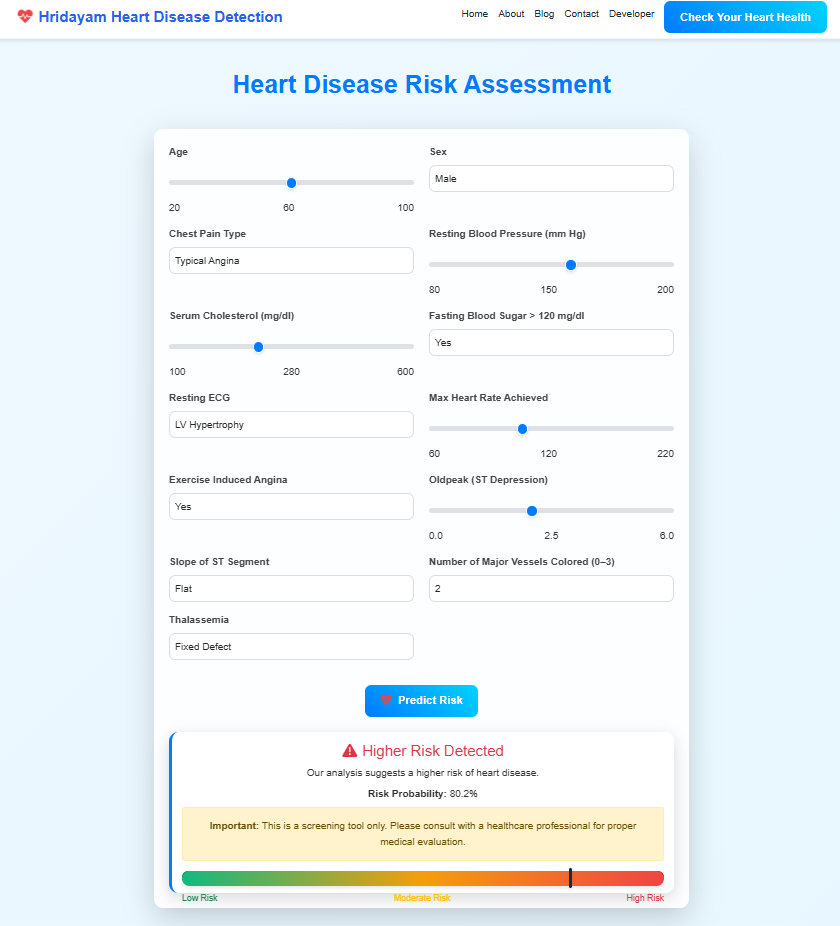 Hridayam Heart Disease Detection
Home About Blog Contact Developer Check Your Heart Health
Heart Disease Risk Assessment
Age
20 60 100
Sex
Male
Chest Pain Type
Typical Angina
Resting Blood Pressure (mm Hg)
80 150 200
Serum Cholesterol (mg/dl)
100 280 600
Fasting Blood Sugar > 120 mg/dl
Yes
Resting ECG
LV Hypertrophy
Max Heart Rate Achieved
60 120 220
Exercise Induced Angina
Yes
Oldpeak (ST Depression)
0.0 2.5 6.0
Slope of ST Segment
Flat
Number of Major Vessels Colored (0–3)
2
Thalassemia
Fixed Defect
Predict Risk
Higher Risk Detected
Our analysis suggests a higher risk of heart disease.
Risk Probability: 80.2%
Important: This is a screening tool only. Please consult with a healthcare professional for proper
medical evaluation.
Low Risk Moderate Risk High Risk